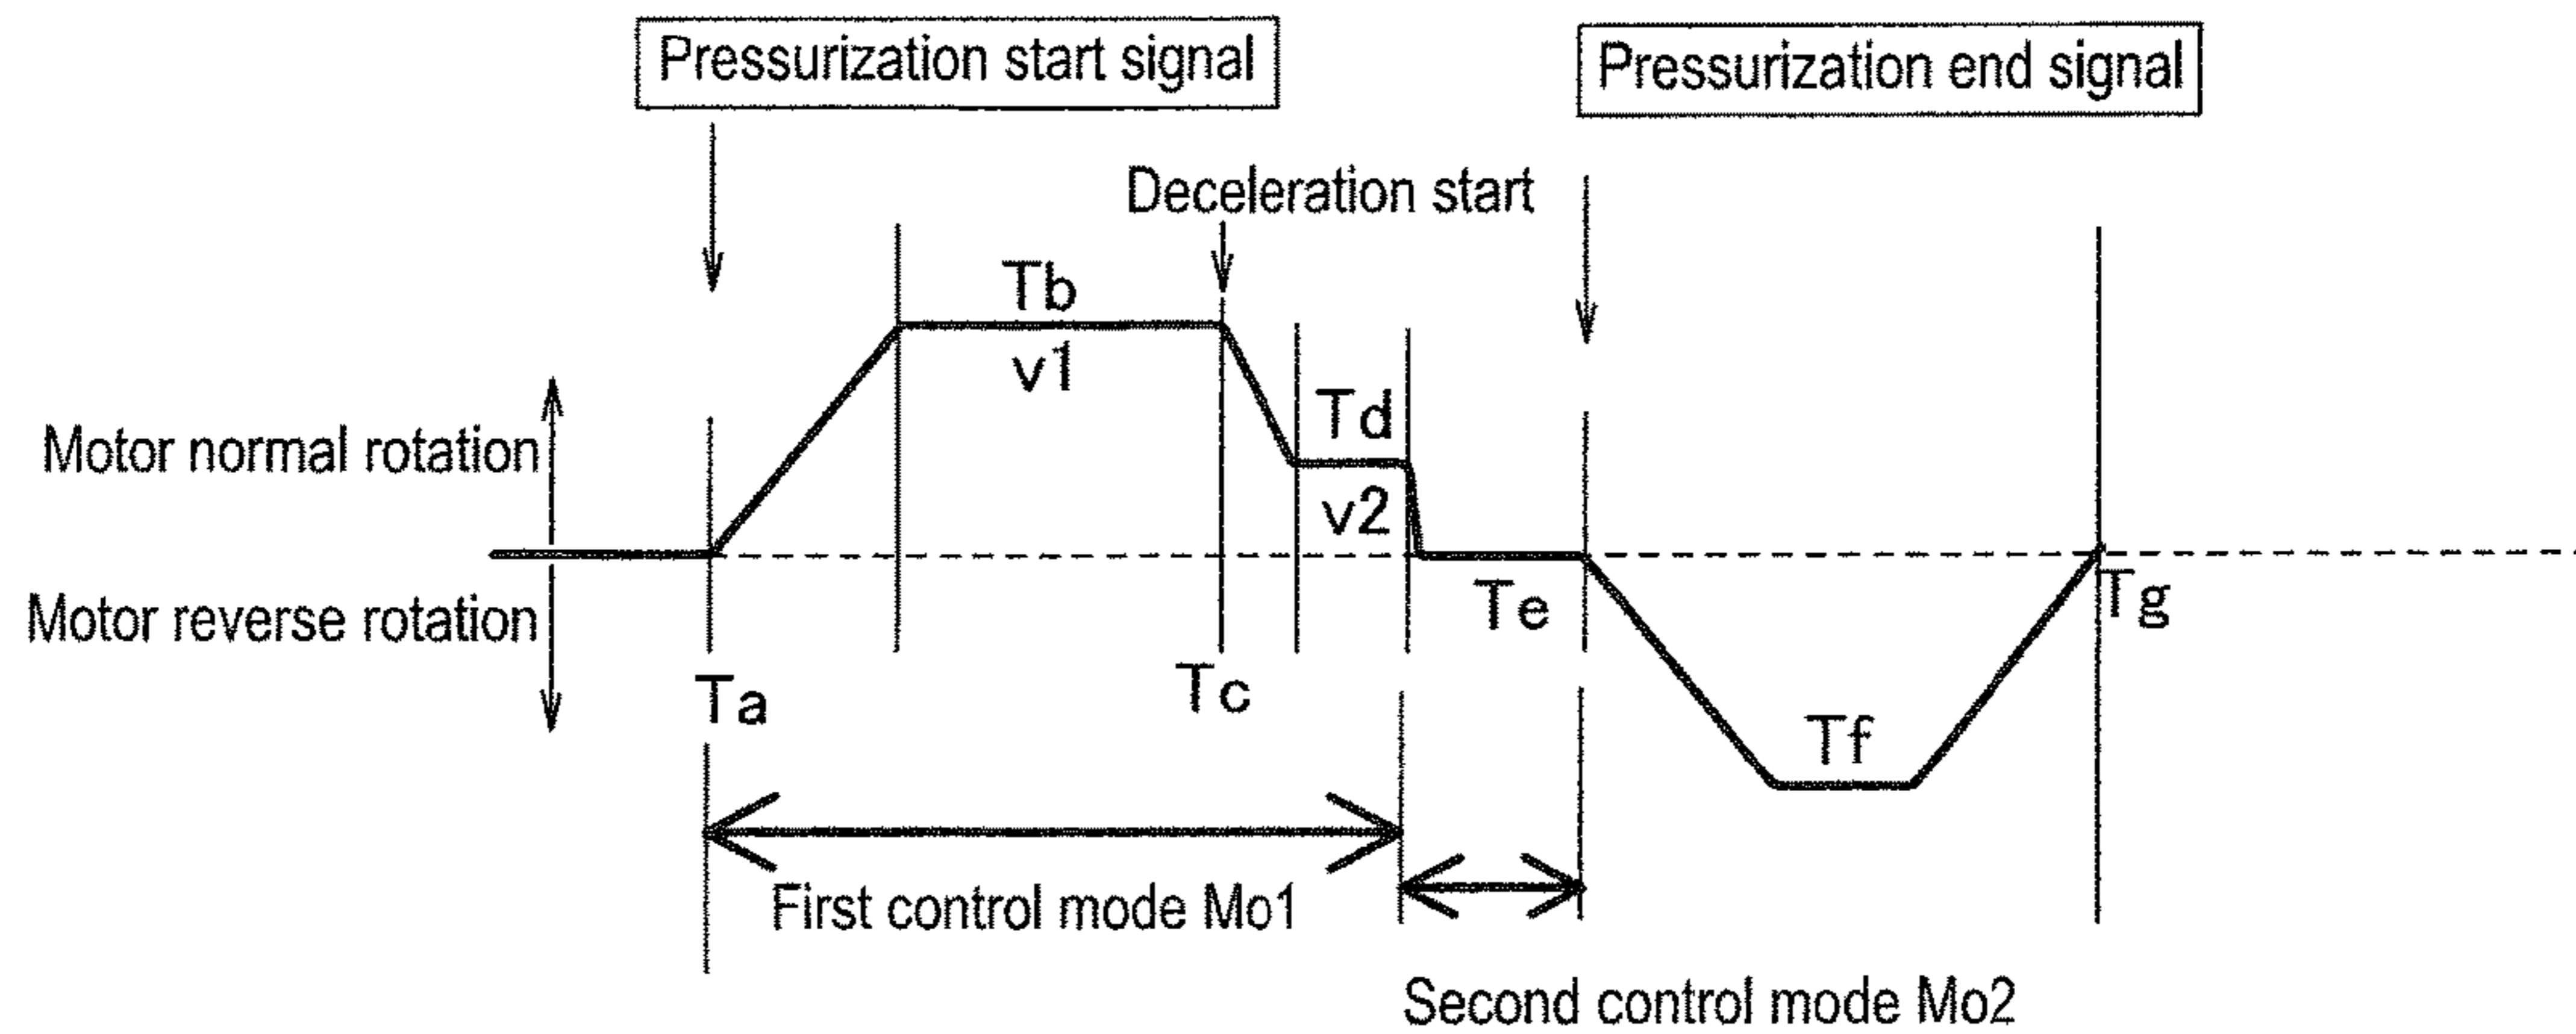 Pressurization start signal
Pressurization end signal
Deceleration start
Tb
v1
Td
v2
Motor normal rotation
Motor reverse rotation
Te
Tg
Ta
Tc
Tf
First control mode Mo1
Second control mode Mo2